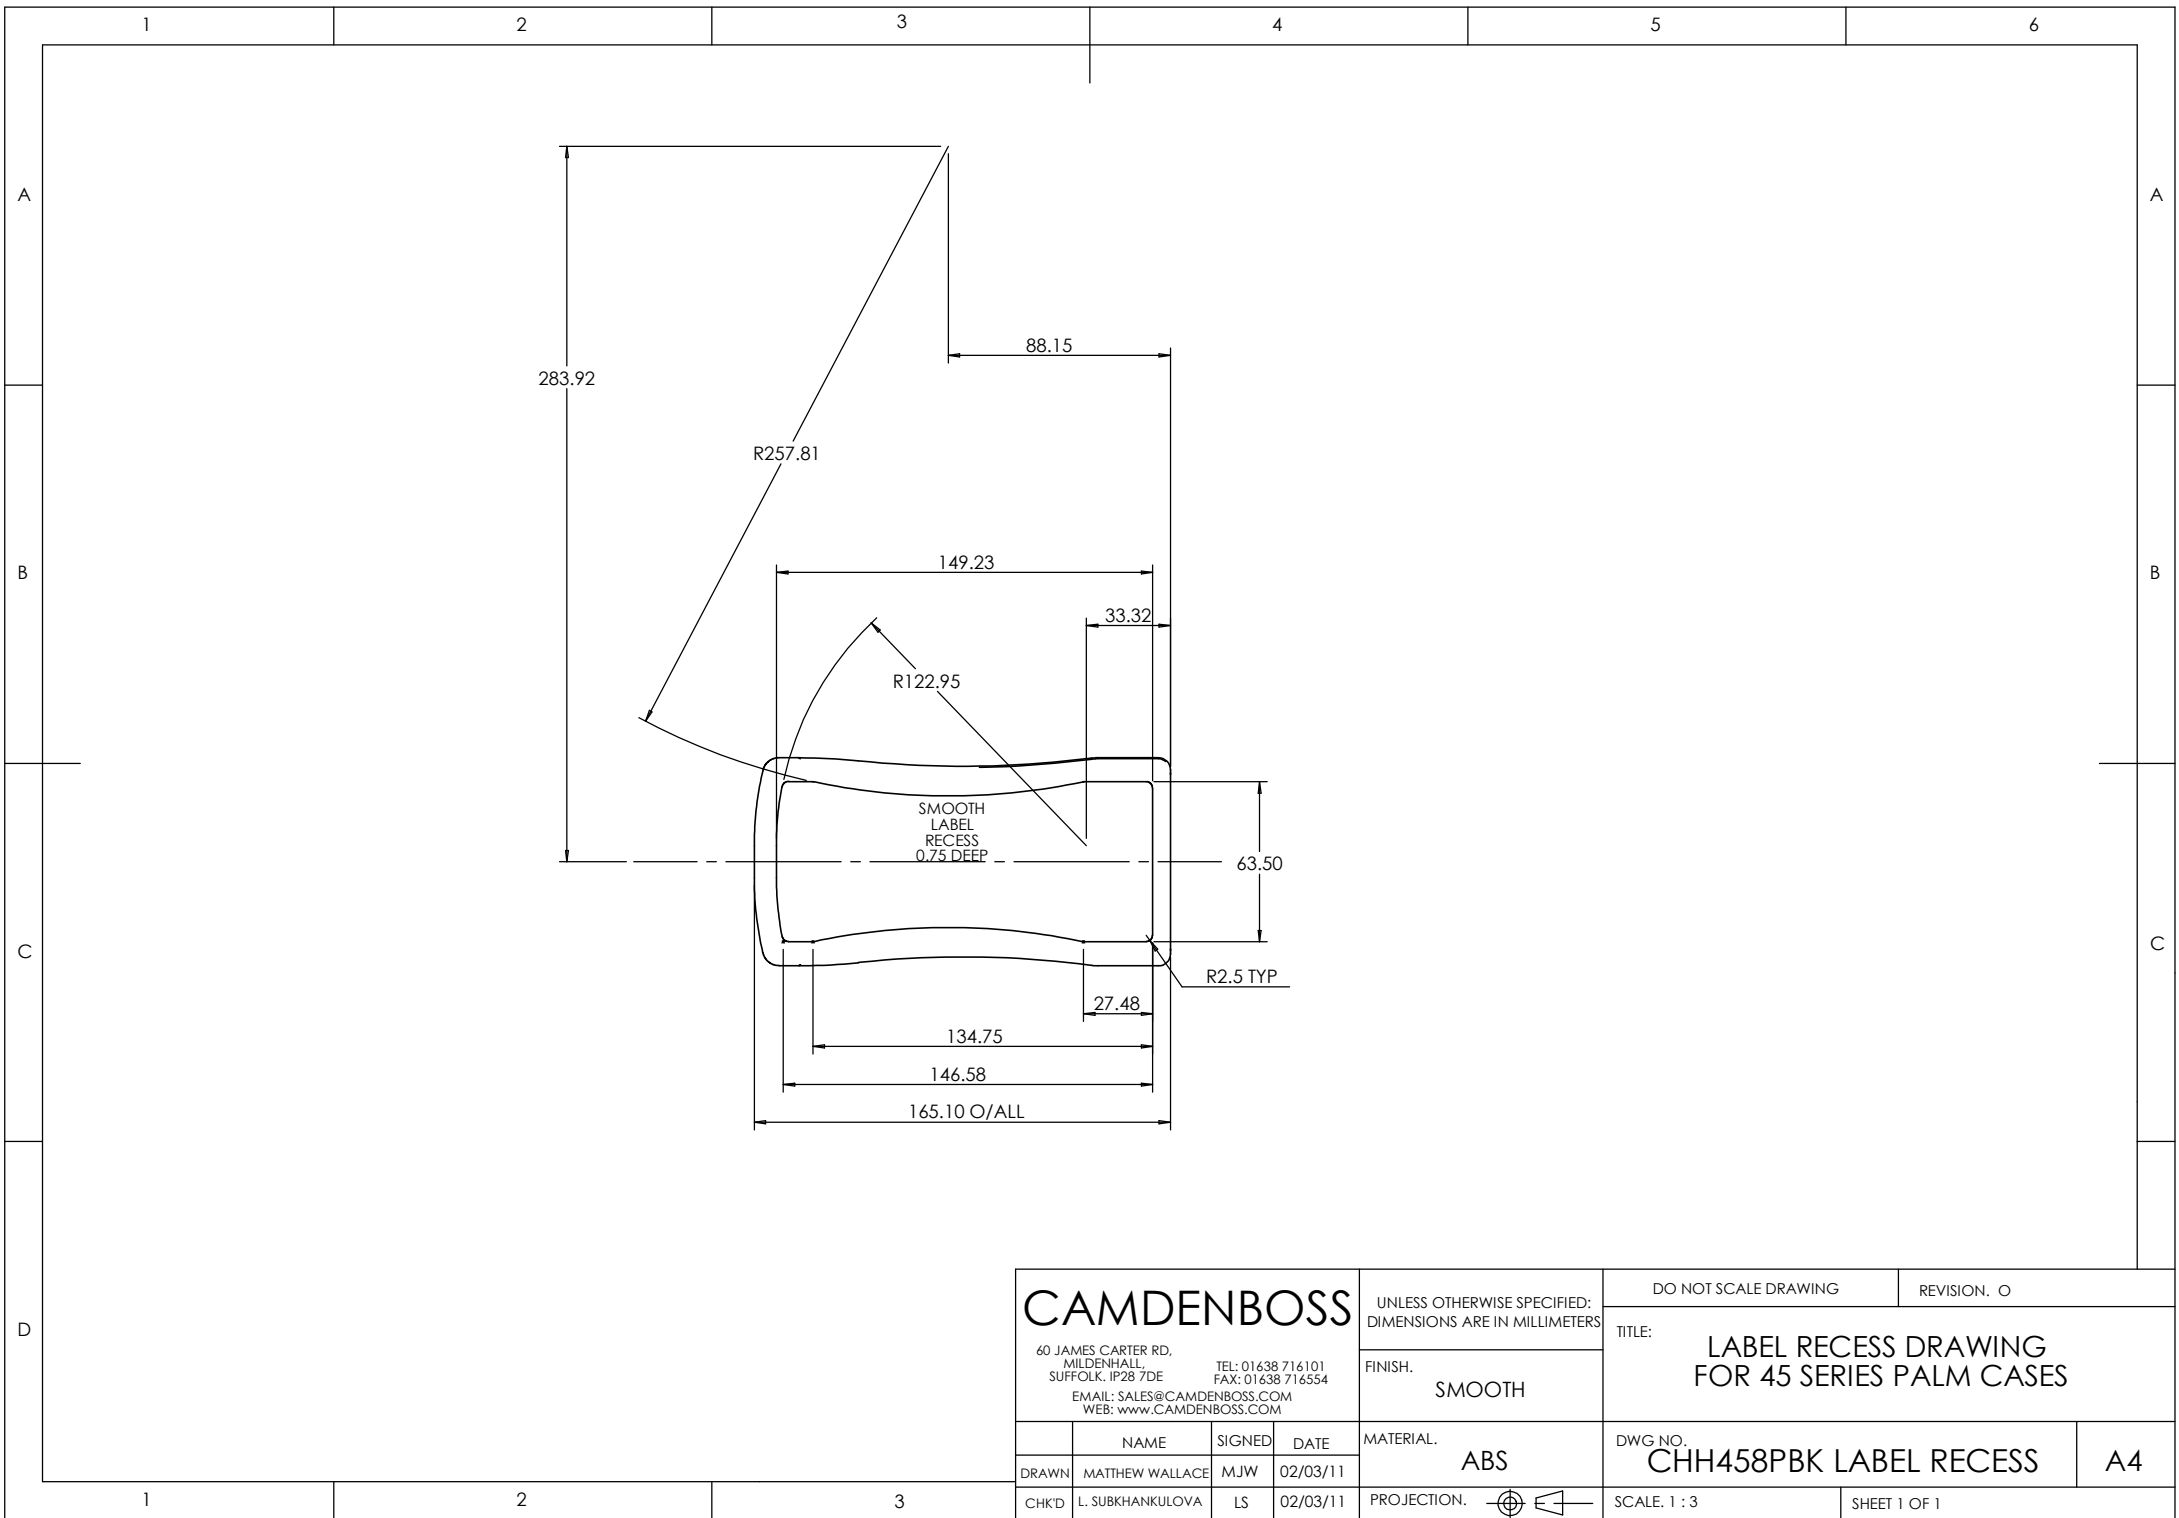 1 2 3 4 5 6
A A
283.92
88.15
R257.81
B B
149.23
33.32
R122.95
SMOOTH
LABEL
RECESS
0.75 DEEP
63.50
C C
R2.5 TYP
27.48
134.75
146.58
165.10 O/ALL
D
CAMDENBOSS
60 JAMES CARTER RD,
MILDENHALL,
SUFFOLK. IP28 7DE
TEL: 01638 716101
FAX: 01638 716554
EMAIL: SALES@CAMDENBOSS.COM
WEB: www.CAMDENBOSS.COM
UNLESS OTHERWISE SPECIFIED:
DIMENSIONS ARE IN MILLIMETERS
FINISH.
SMOOTH
DO NOT SCALE DRAWING
REVISION. O
TITLE:
LABEL RECESS DRAWING
FOR 45 SERIES PALM CASES
NAME SIGNED DATE
DRAWN MATTHEW WALLACE MJW 02/03/11
CHK'D L. SUBKHANKULOVA LS 02/03/11
MATERIAL.
ABS
PROJECTION.
DWG NO.
CHH458PBK LABEL RECESS
A4
SCALE. 1 : 3
SHEET 1 OF 1
1 2 3